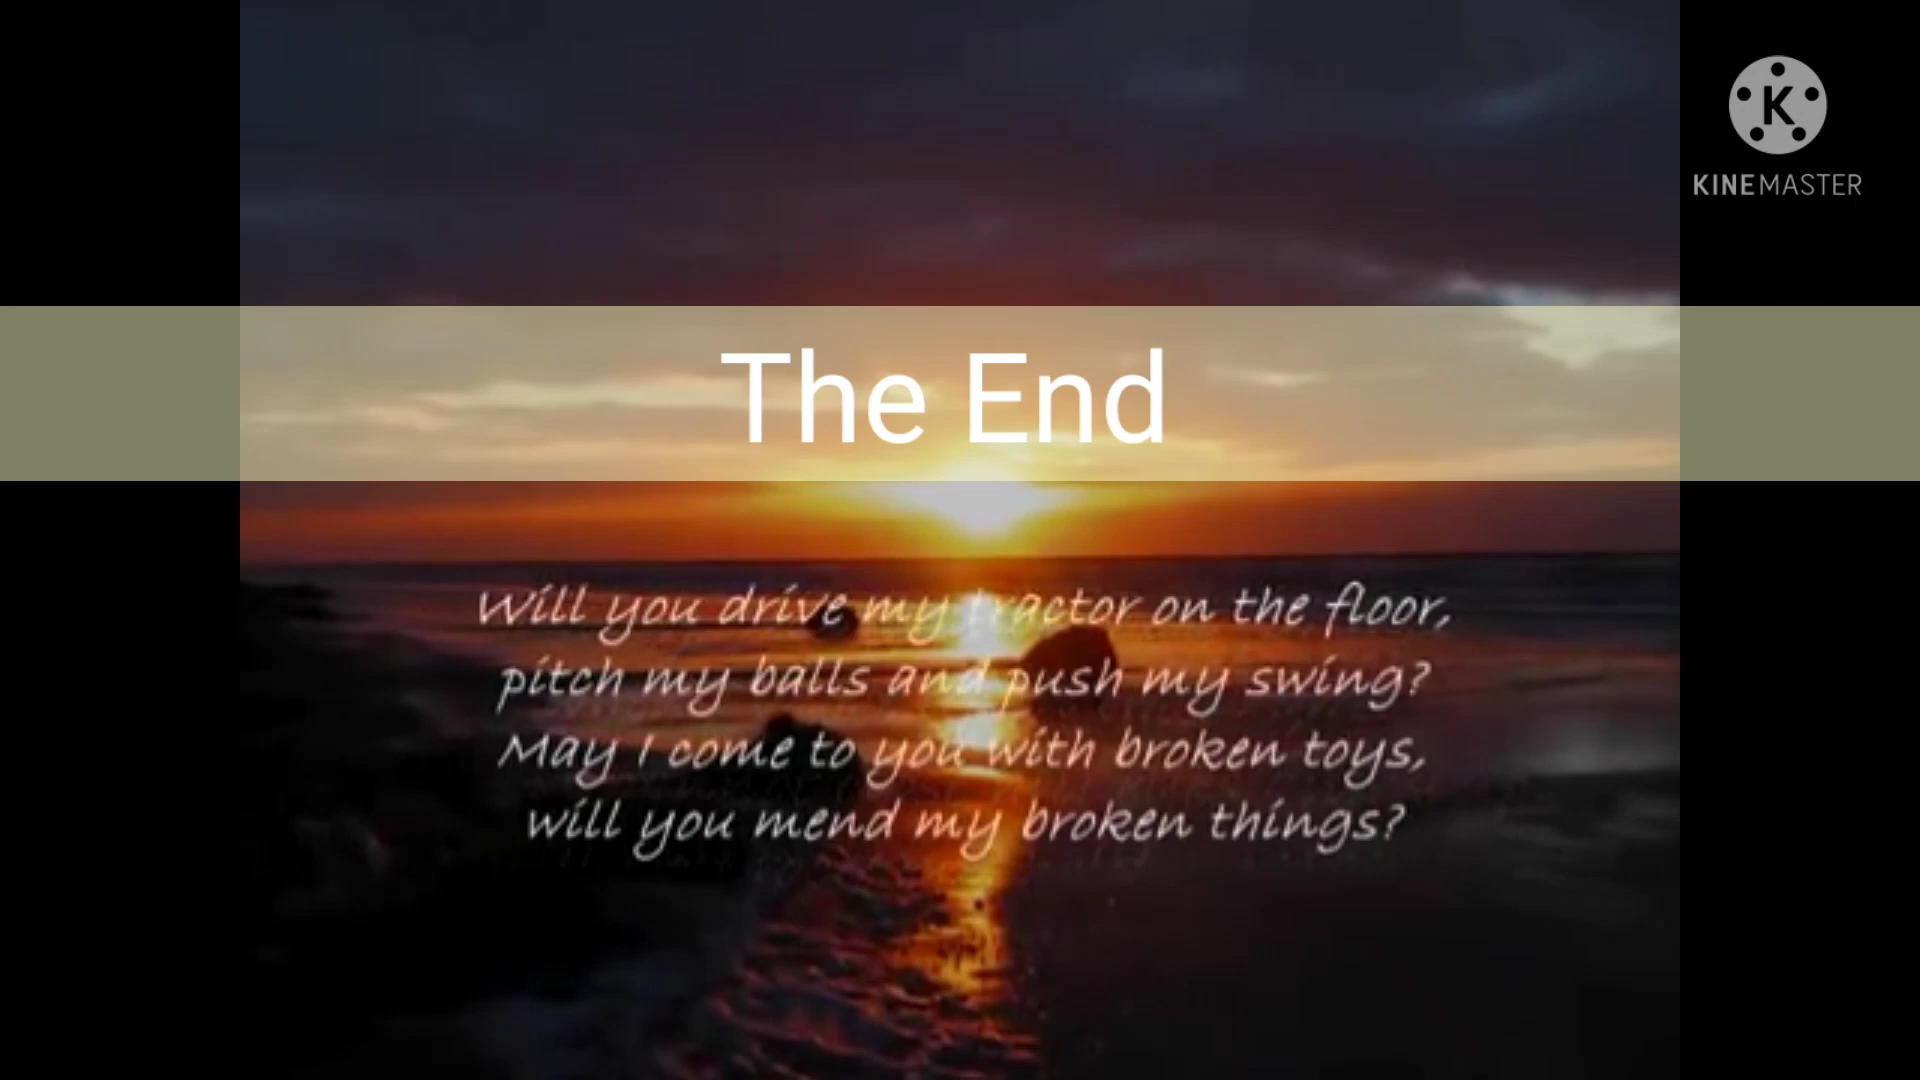 K
KINEMASTER
The End
Will you drive my tractor on the floor,
pitch my balls and push my swing?
May I come to you with broken toys,
will you mend my broken things?